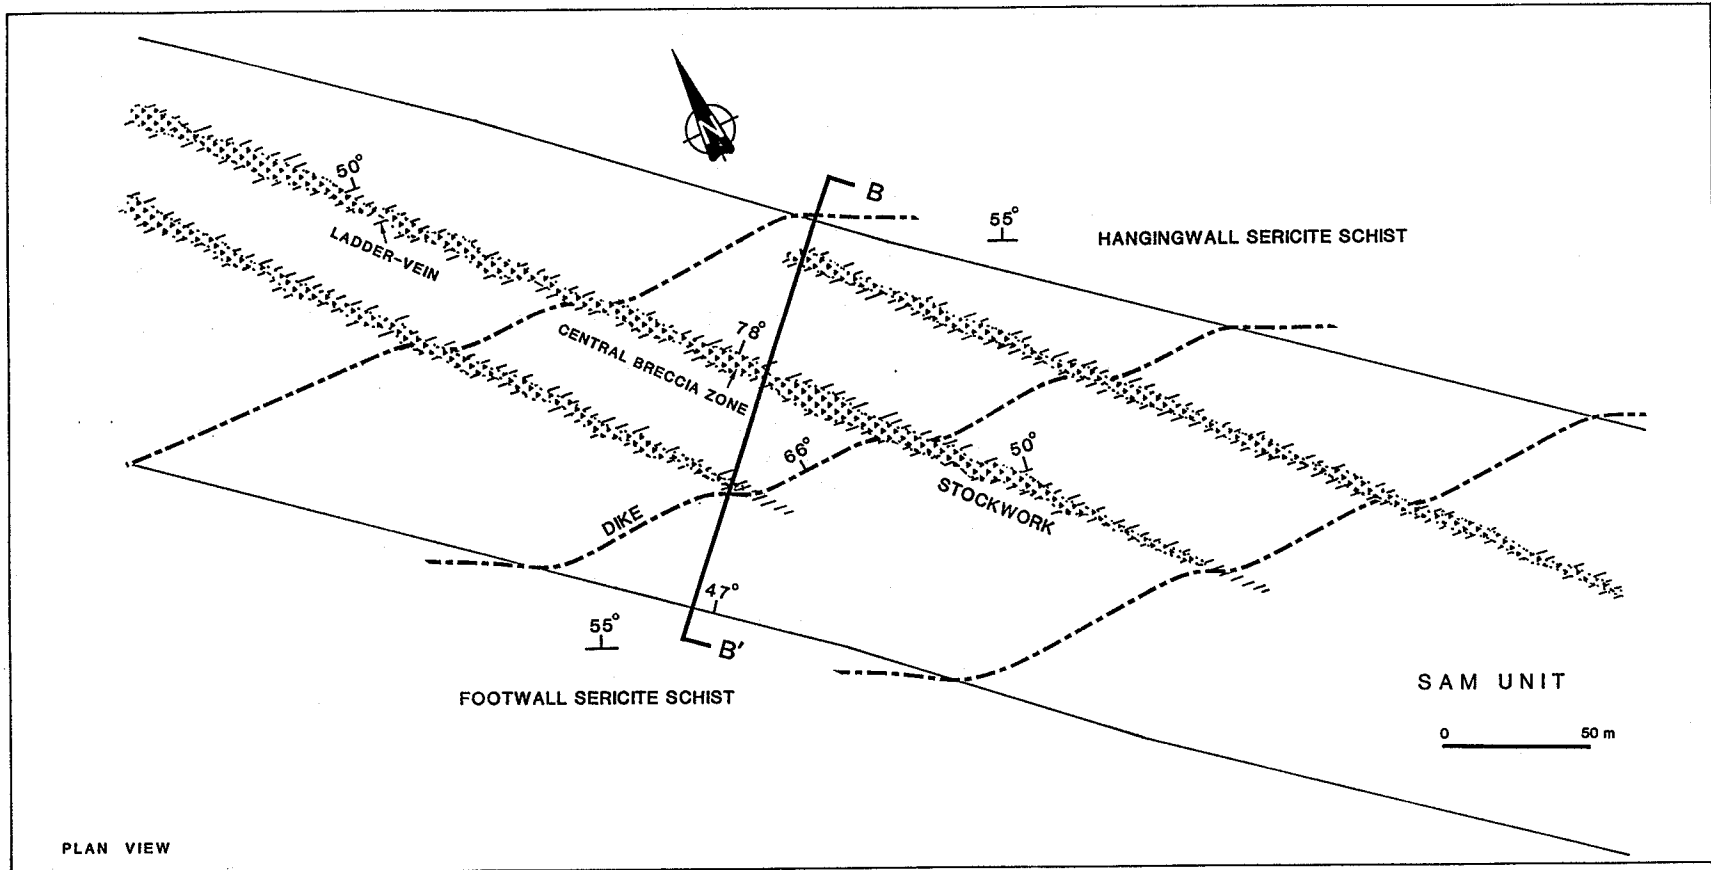 N
B
50°
55°
HANGINGWALL SERICITE SCHIST
LADDER-VEIN
78°
CENTRAL BRECCIA ZONE
66°
50°
STOCKWORK
DIKE
47°
55°
B'
FOOTWALL SERICITE SCHIST
SAM UNIT
0 50 m
PLAN VIEW